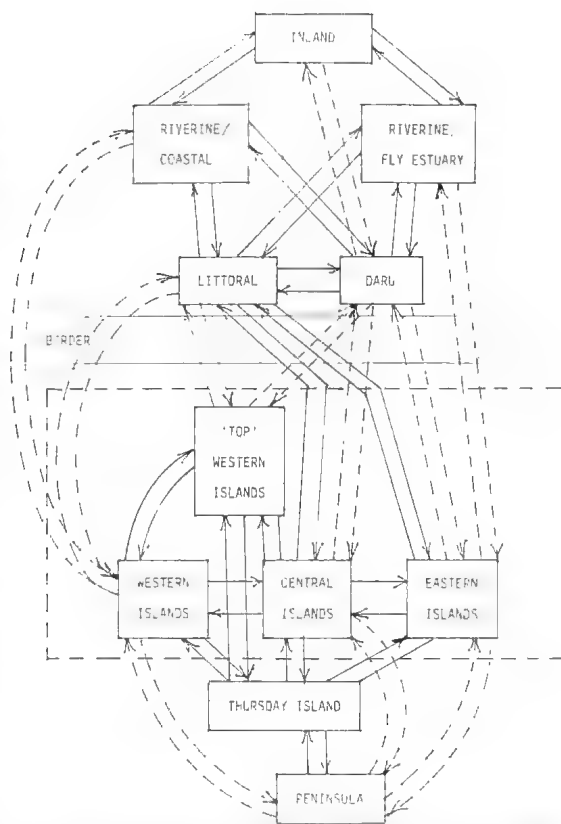 INLAND
RIVERINE/
COASTAL
RIVERINE,
FLY ESTUARY
LITTORAL
DARU
BORDER
'TOP'
WESTERN
ISLANDS
WESTERN
ISLANDS
CENTRAL
ISLANDS
EASTERN
ISLANDS
THURSDAY ISLAND
PENINSULA